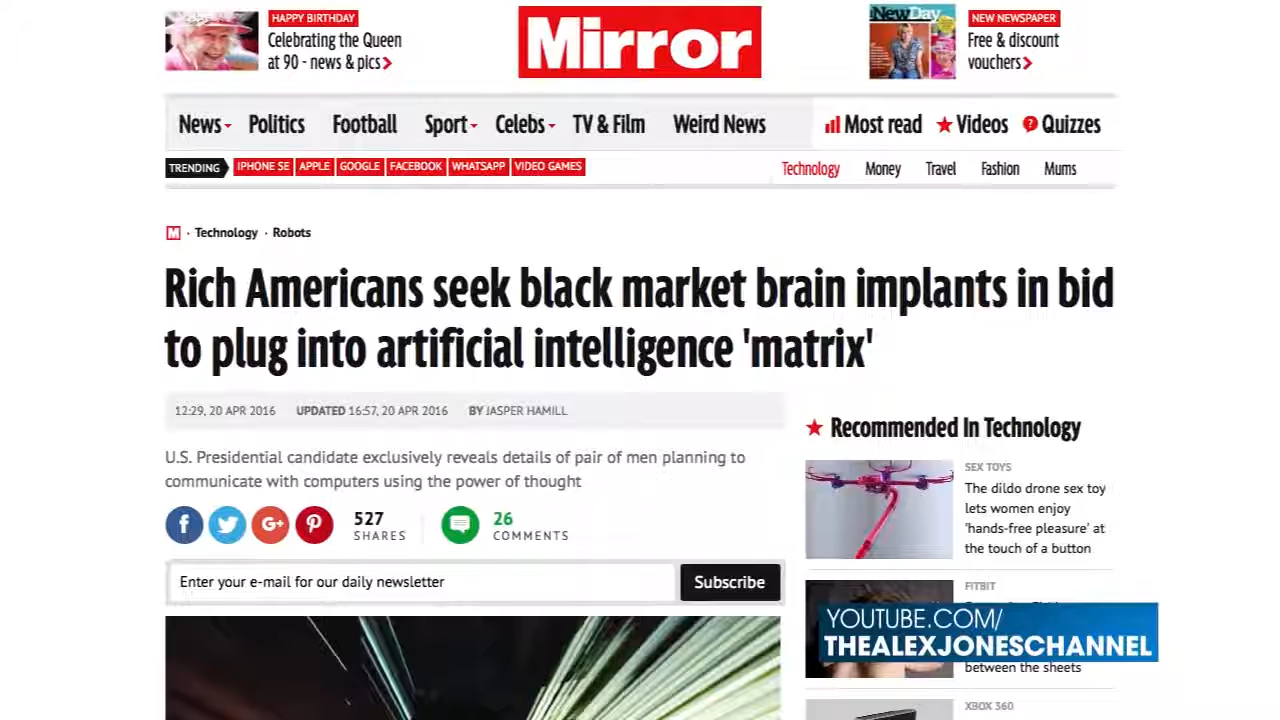 HAPPY BIRTHDAY
Celebrating the Queen
at 90 - news & pics
Mirror
NewDay
NEW NEWSPAPER
Free & discount
vouchers
News
Politics
Football
Sport
Celebs
TV & Film
Weird News
Most read
Videos
Quizzes
TRENDING
IPHONE SE
APPLE
GOOGLE
FACEBOOK
WHATSAPP
VIDEO GAMES
Technology
Money
Travel
Fashion
Mums
M · Technology · Robots
Rich Americans seek black market brain implants in bid
to plug into artificial intelligence 'matrix'
12:29, 20 APR 2016 UPDATED 16:57, 20 APR 2016 BY JASPER HAMILL
U.S. Presidential candidate exclusively reveals details of pair of men planning to
communicate with computers using the power of thought
527
SHARES
26
COMMENTS
Enter your e-mail for our daily newsletter
Subscribe
Recommended In Technology
SEX TOYS
The dildo drone sex toy
lets women enjoy
'hands-free pleasure' at
the touch of a button
FITBIT
YOUTUBE.COM/
THEALEXJONESCHANNEL
between the sheets
XBOX 360